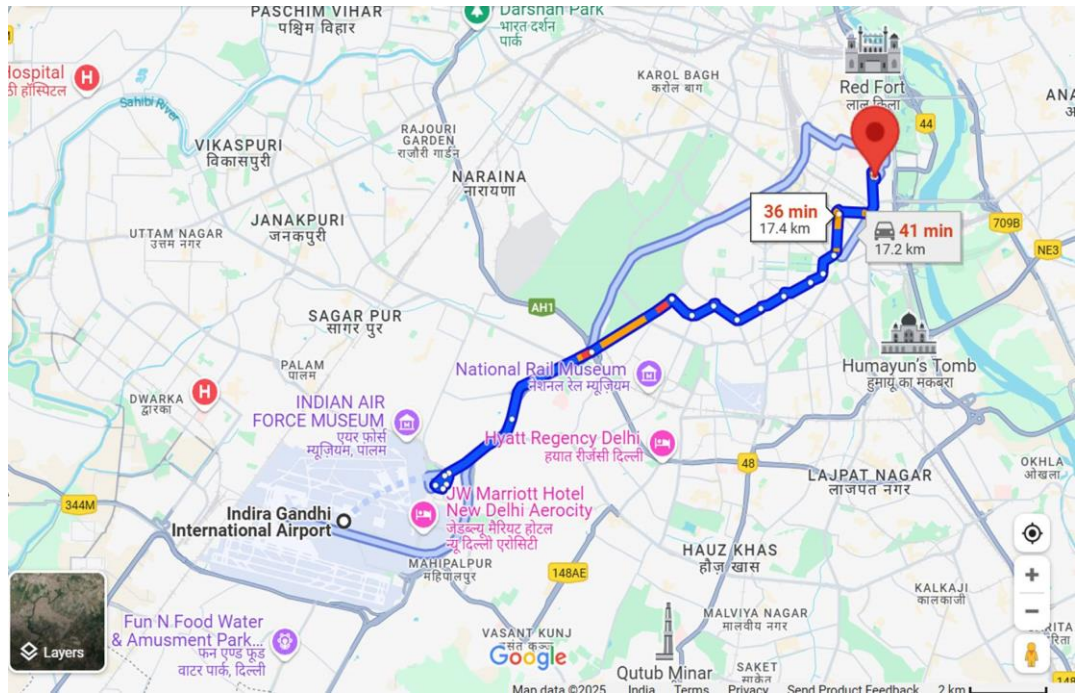 PASCHIM VIHAR
पश्चिम विहार
Darshan Park
भारत दर्शन
पार्क
KAROL BAGH
करोल बाग
Red Fort
लाल किला
44
Hospital
H
हॉस्पिटल
Sahibi River
VIKASPURI
विकासपुरी
RAJOURI
GARDEN
राजौरी गार्डन
NARAINA
नारायणा
JANAKPURI
जनकपुरी
UTTAM NAGAR
उत्तम नगर
36 min
17.4 km
41 min
17.2 km
709B
NE3
AH1
SAGAR PUR
सागर पुर
PALAM
पालम
National Rail Museum
नेशनल रेल म्यूज़ियम
Humayun's Tomb
हुमायूं का मकबरा
DWARKA
द्वारका
H
INDIAN AIR
FORCE MUSEUM
एयर फ़ोर्स
म्यूज़ियम, पालम
Hyatt Regency Delhi
हयात रीजेंसी दिल्ली
48
LAJPAT NAGAR
लाजपत नगर
OKHLA
ओखला
344M
Indira Gandhi
International Airport
JW Marriott Hotel
New Delhi Aerocity
जेडब्ल्यू मैरियट होटल
न्यू दिल्ली एरोसिटी
MAHIPALPUR
महिपालपुर
148AE
HAUZ KHAS
हौज़ खास
KALKAJI
कालकाजी
Layers
Fun N Food Water
& Amusment Park...
फन एण्ड फूड
वाटर पार्क, दिल्ली
VASANT KUNJ
वसंत कुञ्ज
Google
MALVIYA NAGAR
मालवीय नगर
Qutub Minar
SAKET
साकेत
Map data ©2025 India Terms Privacy Send Product Feedback 2 km